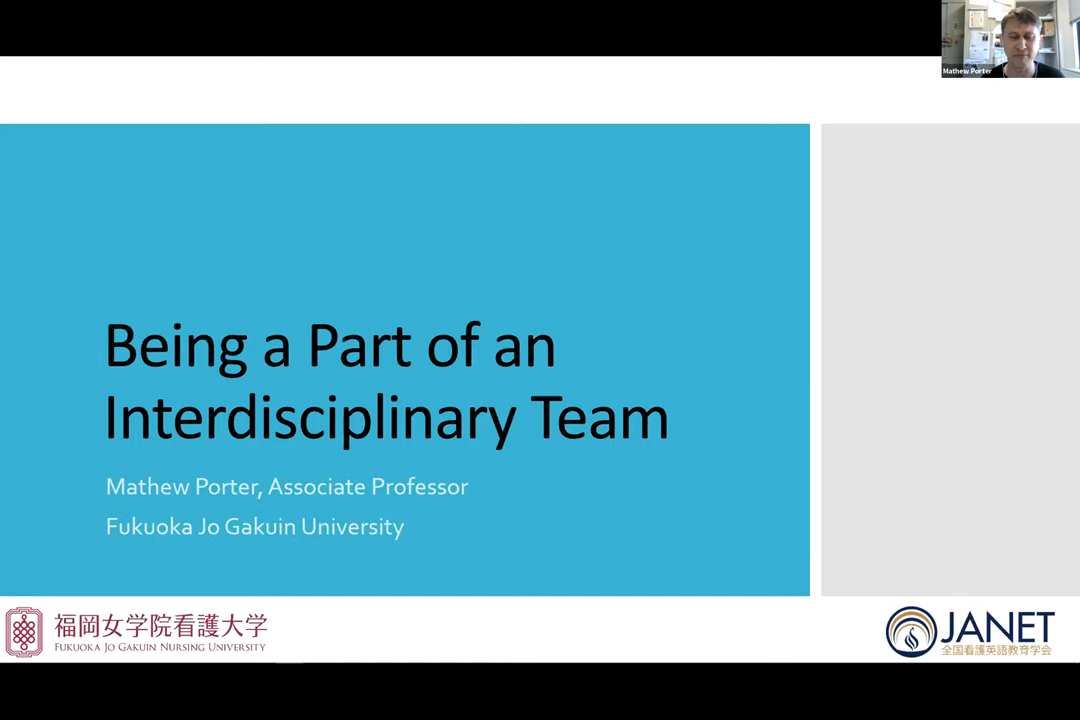 Mathew Porter
Being a Part of an
Interdisciplinary Team
Mathew Porter, Associate Professor
Fukuoka Jo Gakuin University
福岡女学院看護大学
FUKUOKA JO GAKUIN NURSING UNIVERSITY
JANET
全国看護英語教育学会